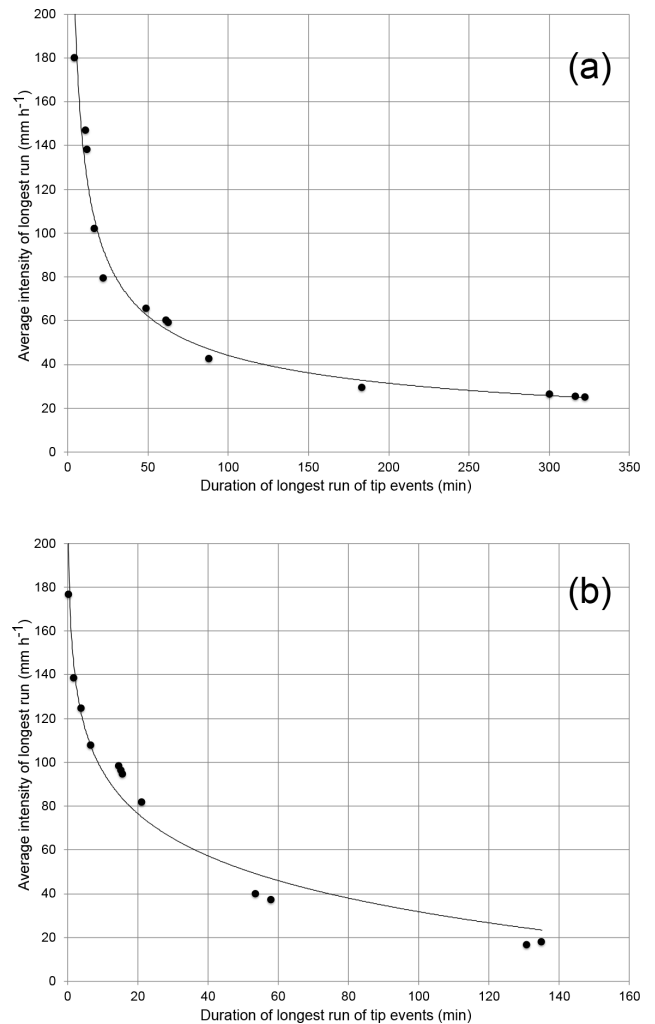 (a)
Average intensity of longest run (mm h⁻¹)
200
180
160
140
120
100
80
60
40
20
0
0 50 100 150 200 250 300 350
Duration of longest run of tip events (min)
(b)
Average intensity of longest run (mm h⁻¹)
200
180
160
140
120
100
80
60
40
20
0
0 20 40 60 80 100 120 140 160
Duration of longest run of tip events (min)